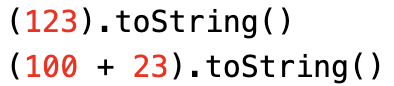 (123).toString()
(100 + 23).toString()